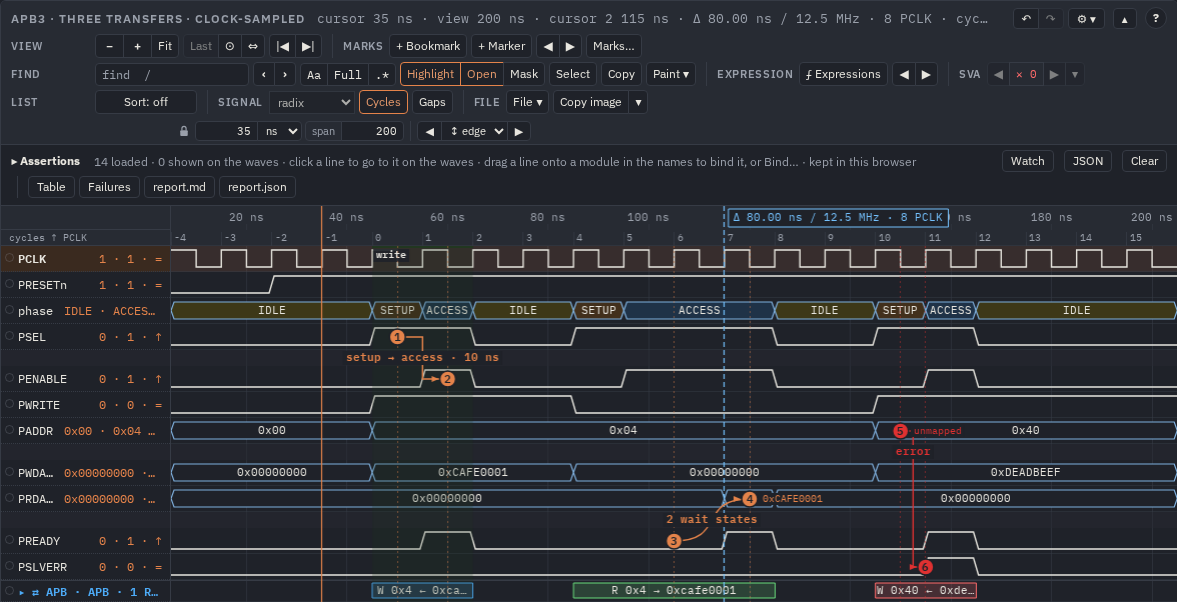 APB3 · THREE TRANSFERS · CLOCK-SAMPLED cursor 35 ns · view 200 ns · cursor 2 115 ns · Δ 80.00 ns / 12.5 MHz · 8 PCLK · cyc… ↶ ↷ ⚙ ▾ ▴ ?
VIEW − + Fit Last ⊙ ⇔ |◀ ▶| MARKS + Bookmark + Marker ◀ ▶ Marks…
FIND find / ‹ › Aa Full .* Highlight Open Mask Select Copy Paint ▾ EXPRESSION ⨍ Expressions ◀ ▶ SVA ◀ × 0 ▶ ▾
LIST Sort: off SIGNAL radix Cycles Gaps FILE File ▾ Copy image ▾
35 ns span 200 ◀ ↕ edge ▶
▸ Assertions 14 loaded · 0 shown on the waves · click a line to go to it on the waves · drag a line onto a module in the names to bind it, or Bind… · kept in this browser Watch JSON Clear
Table Failures report.md report.json
20 ns 40 ns 60 ns 80 ns 100 ns Δ 80.00 ns / 12.5 MHz · 8 PCLK ns 180 ns 200 ns
cycles ↑ PCLK -4 -3 -2 -1 0 1 2 3 4 5 6 7 8 9 10 11 12 13 14 15
PCLK 1 · 1 · = write
PRESETn 1 · 1 · =
phase IDLE · ACCES… IDLE SETUP ACCESS IDLE SETUP ACCESS IDLE SETUP ACCESS IDLE
PSEL 0 · 1 · ↑ 1
setup → access · 10 ns
PENABLE 0 · 1 · ↑ 2
PWRITE 0 · 0 · =
PADDR 0x00 · 0x04 … 0x00 0x04 5 unmapped 0x40
error
PWDA… 0x00000000 ·… 0x00000000 0xCAFE0001 0x00000000 0xDEADBEEF
PRDA… 0x00000000 ·… 0x00000000 4 0xCAFE0001 0x00000000
2 wait states
PREADY 0 · 1 · ↑ 3
PSLVERR 0 · 0 · = 6
▸ ⇄ APB · APB · 1 R… W 0x4 ← 0xca… R 0x4 → 0xcafe0001 W 0x40 ← 0xde…